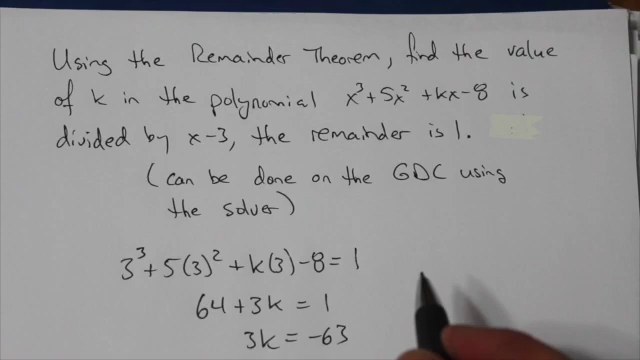 Using the Remainder Theorem, find the value
of k in the polynomial x³+5x²+kx-8 is
divided by x-3, the remainder is 1.
(can be done on the GDC using
the solver)
3³+5(3)²+k(3)-8=1
64+3k=1
3k=-63